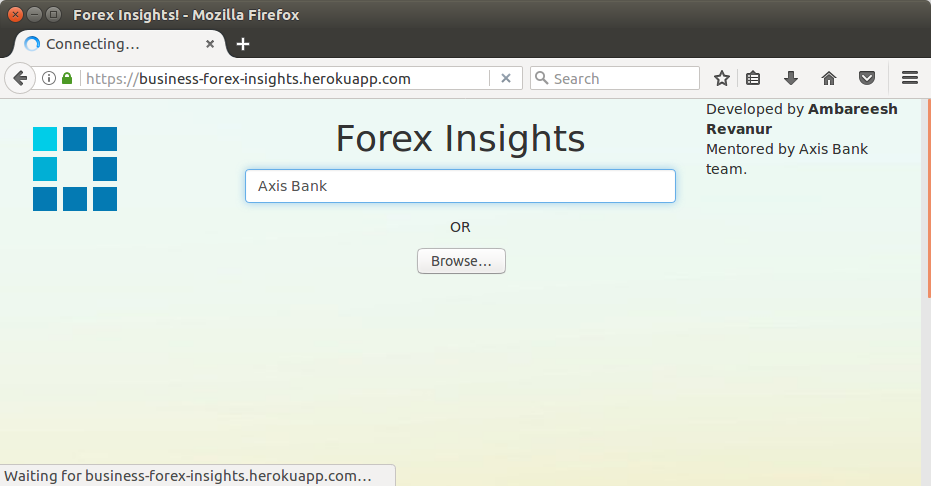 Forex Insights! - Mozilla Firefox
Connecting...
https://business-forex-insights.herokuapp.com
Search
Developed by Ambareesh
Revanur
Mentored by Axis Bank
team.
Forex Insights
Axis Bank
OR
Browse...
Waiting for business-forex-insights.herokuapp.com...